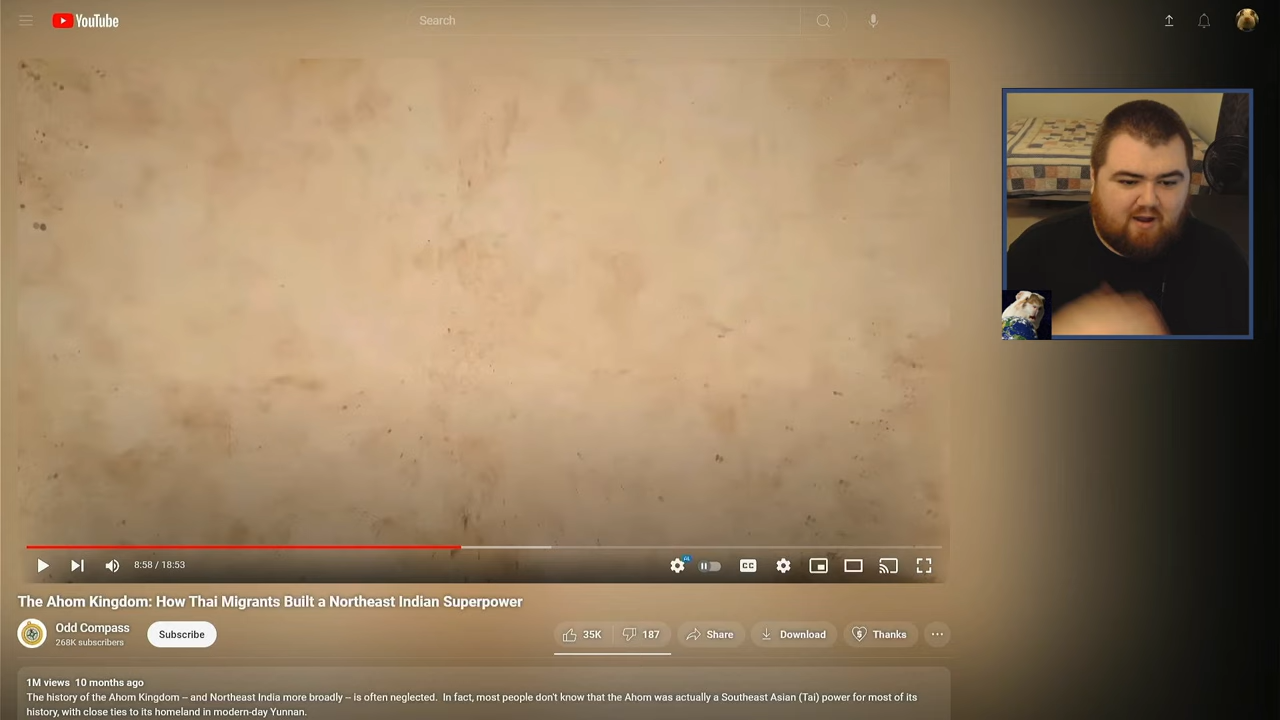 YouTube
Search
8:58 / 18:53
CC
The Ahom Kingdom: How Thai Migrants Built a Northeast Indian Superpower
Odd Compass
268K subscribers
Subscribe
35K
187
Share
Download
Thanks
1M views 10 months ago
The history of the Ahom Kingdom – and Northeast India more broadly – is often neglected. In fact, most people don't know that the Ahom was actually a Southeast Asian (Tai) power for most of its
history, with close ties to its homeland in modern-day Yunnan.